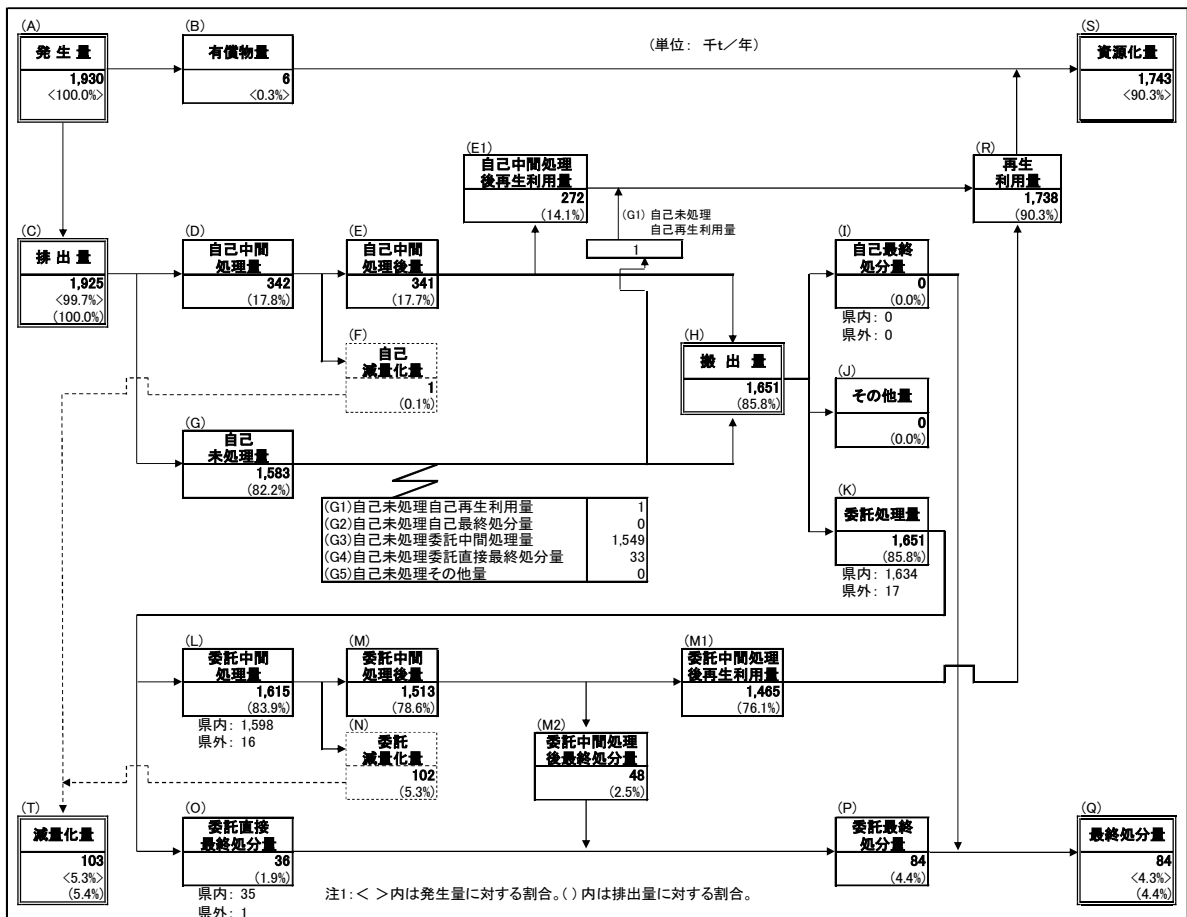 (A)
発 生 量
1,930
<100.0%>
(B)
有償物量
6
<0.3%>
(単位: 千t/年)
(S)
資源化量
1,743
<90.3%>
(E1)
自己中間処理
後再生利用量
272
(14.1%)
(G1) 自己未処理
自己再生利用量
1
(R)
再生
利用量
1,738
(90.3%)
(C)
排 出 量
1,925
<99.7%>
(100.0%)
(D)
自己中間
処理量
342
(17.8%)
(E)
自己中間
処理後量
341
(17.7%)
(F)
自己
減量化量
1
(0.1%)
(G)
自己
未処理量
1,583
(82.2%)
(H)
搬 出 量
1,651
(85.8%)
(I)
自己最終
処分量
0
(0.0%)
県内: 0
県外: 0
(J)
その他量
0
(0.0%)
(K)
委託処理量
1,651
(85.8%)
県内: 1,634
県外: 17
(G1)自己未処理自己再生利用量 1
(G2)自己未処理自己最終処分量 0
(G3)自己未処理委託中間処理量 1,549
(G4)自己未処理委託直接最終処分量 33
(G5)自己未処理その他量 0
(L)
委託中間
処理量
1,615
(83.9%)
県内: 1,598
県外: 16
(M)
委託中間
処理後量
1,513
(78.6%)
(N)
委託
減量化量
102
(5.3%)
(M1)
委託中間処理
後再生利用量
1,465
(76.1%)
(M2)
委託中間処理
後最終処分量
48
(2.5%)
(T)
減量化量
103
<5.3%>
(5.4%)
(O)
委託直接
最終処分量
36
(1.9%)
県内: 35
県外: 1
(P)
委託最終
処分量
84
(4.4%)
(Q)
最終処分量
84
<4.3%>
(4.4%)
注1:< >内は発生量に対する割合。( )内は排出量に対する割合。